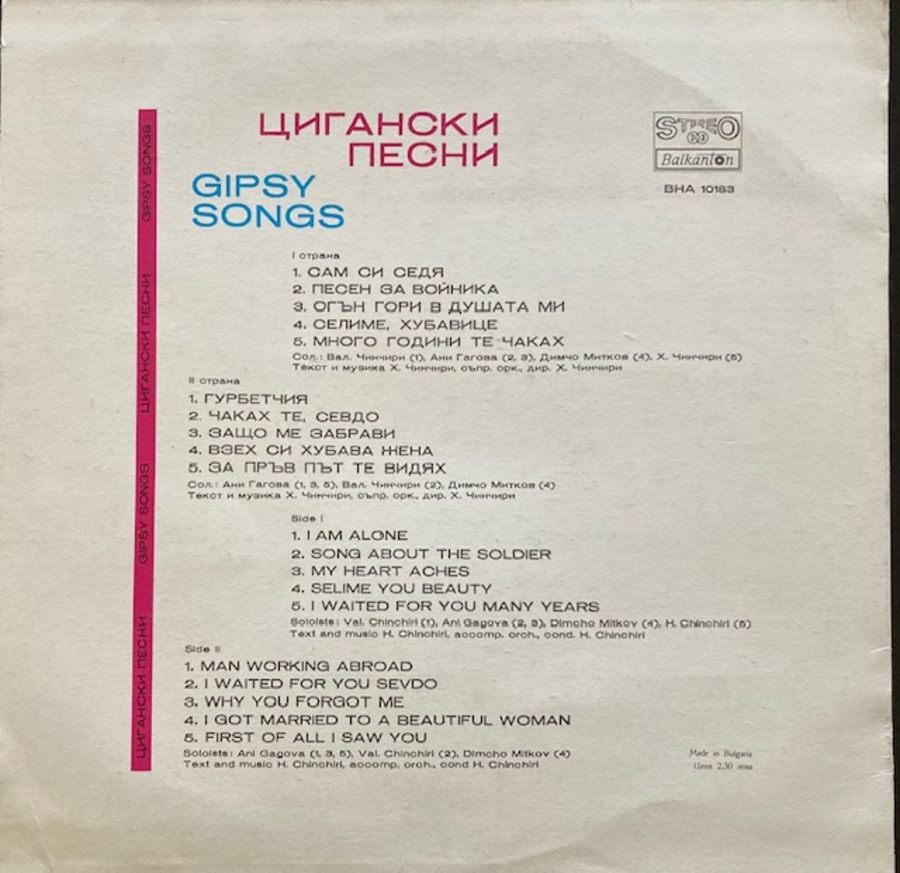 ЦИГАНСКИ
ПЕСНИ
GIPSY
SONGS
STEREO
Balkanton
ВНА 10183
I страна
1. САМ СИ СЕДЯ
2. ПЕСЕН ЗА ВОЙНИКА
3. ОГЪН ГОРИ В ДУШАТА МИ
4. СЕЛИМЕ, ХУБАВИЦЕ
5. МНОГО ГОДИНИ ТЕ ЧАКАХ
Сол.: Вал. Чинчири (1), Ани Гагова (2, 3), Димчо Митков (4), Х. Чинчири (5)
Текст и музика Х. Чинчири, съпр. орк., дир. Х. Чинчири
II страна
1. ГУРБЕТЧИЯ
2. ЧАКАХ ТЕ, СЕВДО
3. ЗАЩО МЕ ЗАБРАВИ
4. ВЗЕХ СИ ХУБАВА ЖЕНА
5. ЗА ПРЪВ ПЪТ ТЕ ВИДЯХ
Сол.: Ани Гагова (1, 3, 5), Вал. Чинчири (2), Димчо Митков (4)
Текст и музика Х. Чинчири, съпр. орк., дир. Х. Чинчири
Side I
1. I AM ALONE
2. SONG ABOUT THE SOLDIER
3. MY HEART ACHES
4. SELIME YOU BEAUTY
5. I WAITED FOR YOU MANY YEARS
Soloists: Val. Chinchiri (1), Ani Gagova (2, 3), Dimcho Mitkov (4), H. Chinchiri (5)
Text and music H. Chinchiri, accomp. orch., cond. H. Chinchiri
Side II
1. MAN WORKING ABROAD
2. I WAITED FOR YOU SEVDO
3. WHY YOU FORGOT ME
4. I GOT MARRIED TO A BEAUTIFUL WOMAN
5. FIRST OF ALL I SAW YOU
Soloists: Ani Gagova (1, 3, 5), Val. Chinchiri (2), Dimcho Mitkov (4)
Text and music H. Chinchiri, accomp. orch., cond H. Chinchiri
Made in Bulgaria
Цена 2,30 лева
ЦИГАНСКИ ПЕСНИ GIPSY SONGS ЦИГАНСКИ ПЕСНИ GIPSY SONGS